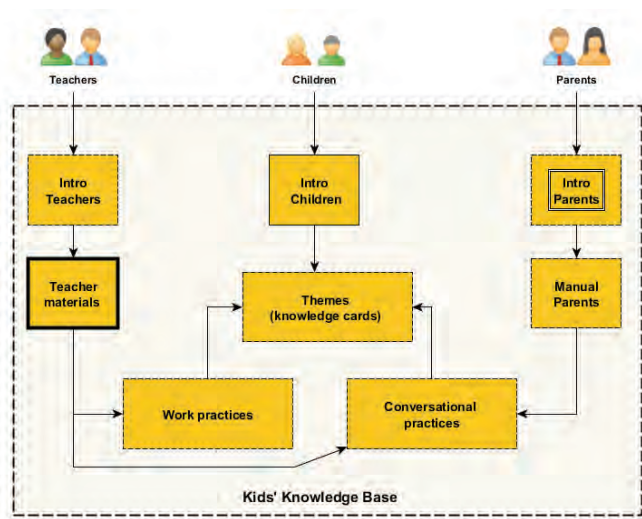 Teachers
Children
Parents
Intro
Teachers
Intro
Children
Intro
Parents
Teacher
materials
Themes
(knowledge cards)
Manual
Parents
Work practices
Conversational
practices
Kids' Knowledge Base